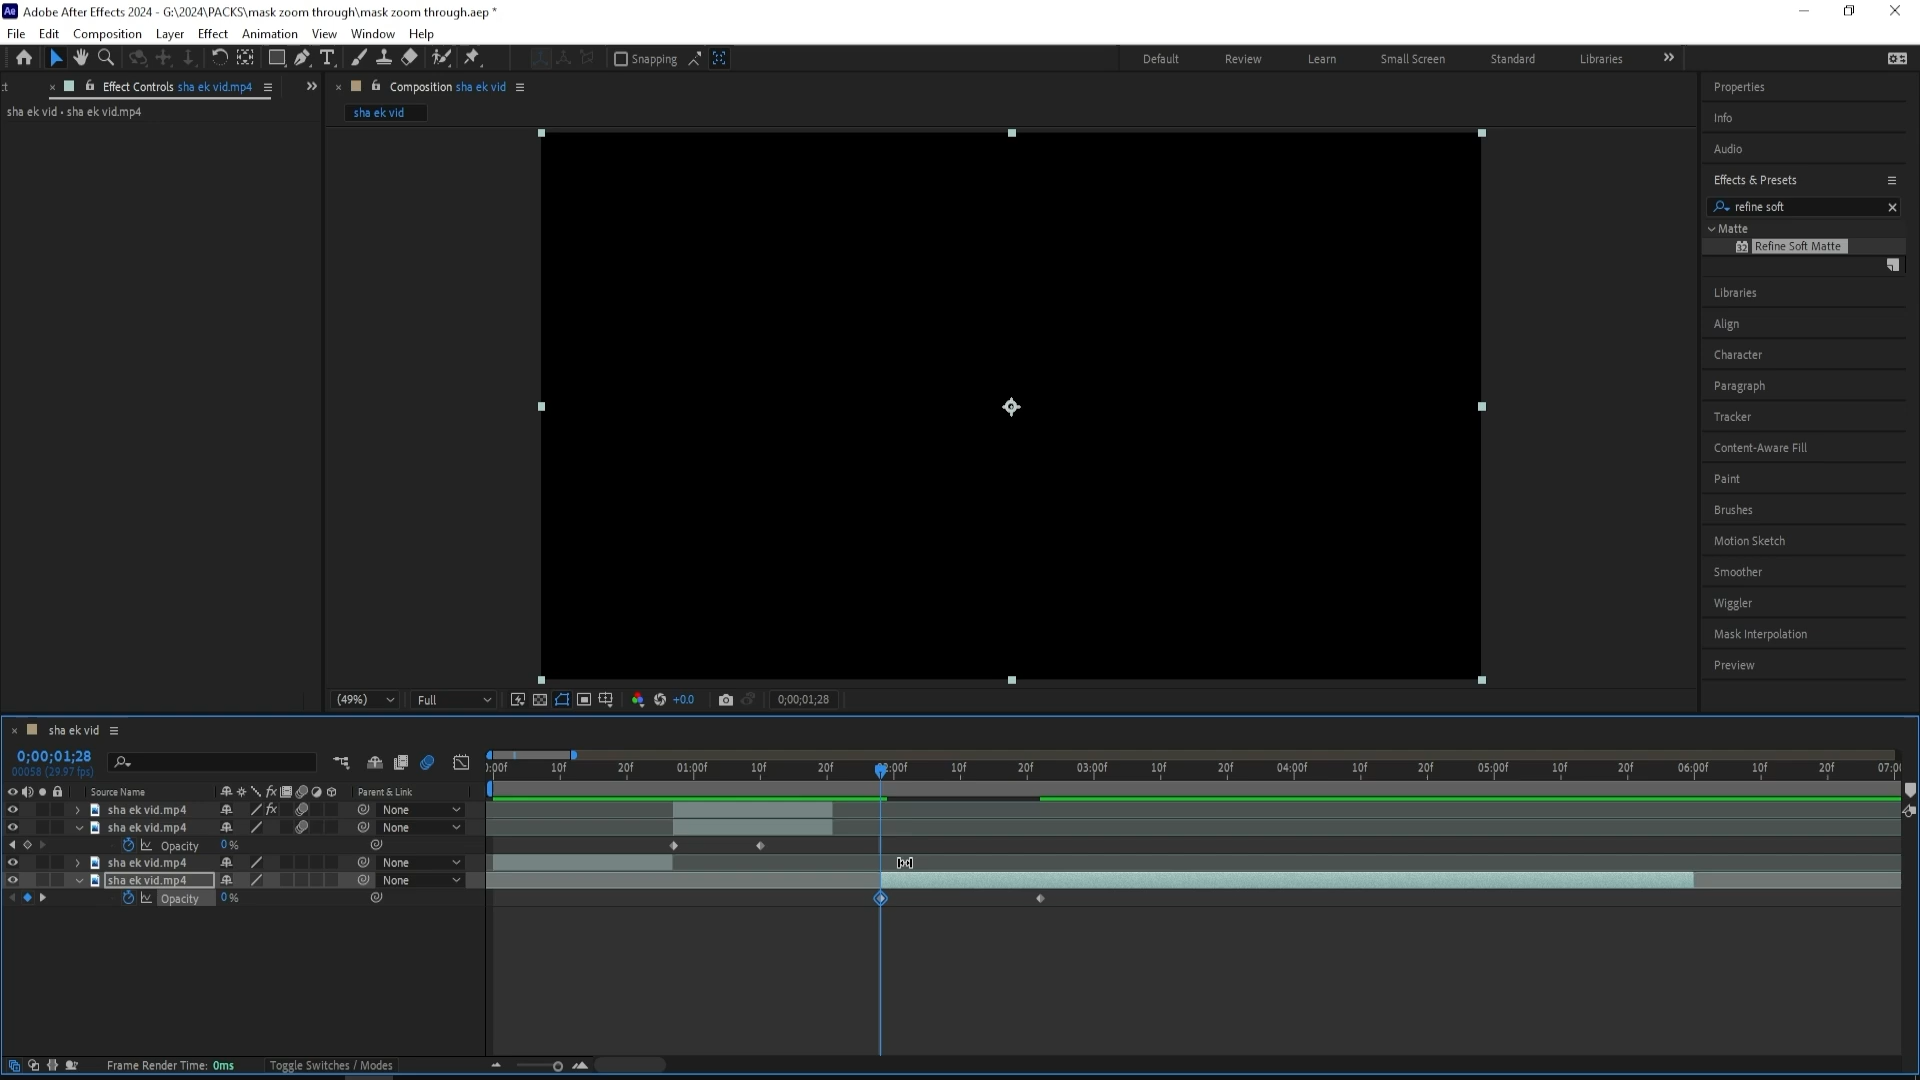 Adobe After Effects 2024 - G:\2024\PACKS\mask zoom through\mask zoom through.aep *
File Edit Composition Layer Effect Animation View Window Help
Snapping
Default Review Learn Small Screen Standard Libraries
Effect Controls sha ek vid.mp4
sha ek vid • sha ek vid.mp4
Composition sha ek vid
sha ek vid
Properties
Info
Audio
Effects & Presets
refine soft
Matte
32 Refine Soft Matte
Libraries
Align
Character
Paragraph
Tracker
Content-Aware Fill
Paint
Brushes
Motion Sketch
Smoother
Wiggler
Mask Interpolation
Preview
(49%) Full +0.0 0;00;01;28
sha ek vid
0;00;01;28
00058 (29.97 fps)
):00f 10f 20f 01:00f 10f 20f 2:00f 10f 20f 03:00f 10f 20f 04:00f 10f 20f 05:00f 10f 20f 06:00f 10f 20f 07:0
Source Name fx Parent & Link
sha ek vid.mp4 fx None
sha ek vid.mp4 None
Opacity 0 %
sha ek vid.mp4 None
sha ek vid.mp4 None
Opacity 0 %
Frame Render Time: 0ms Toggle Switches / Modes